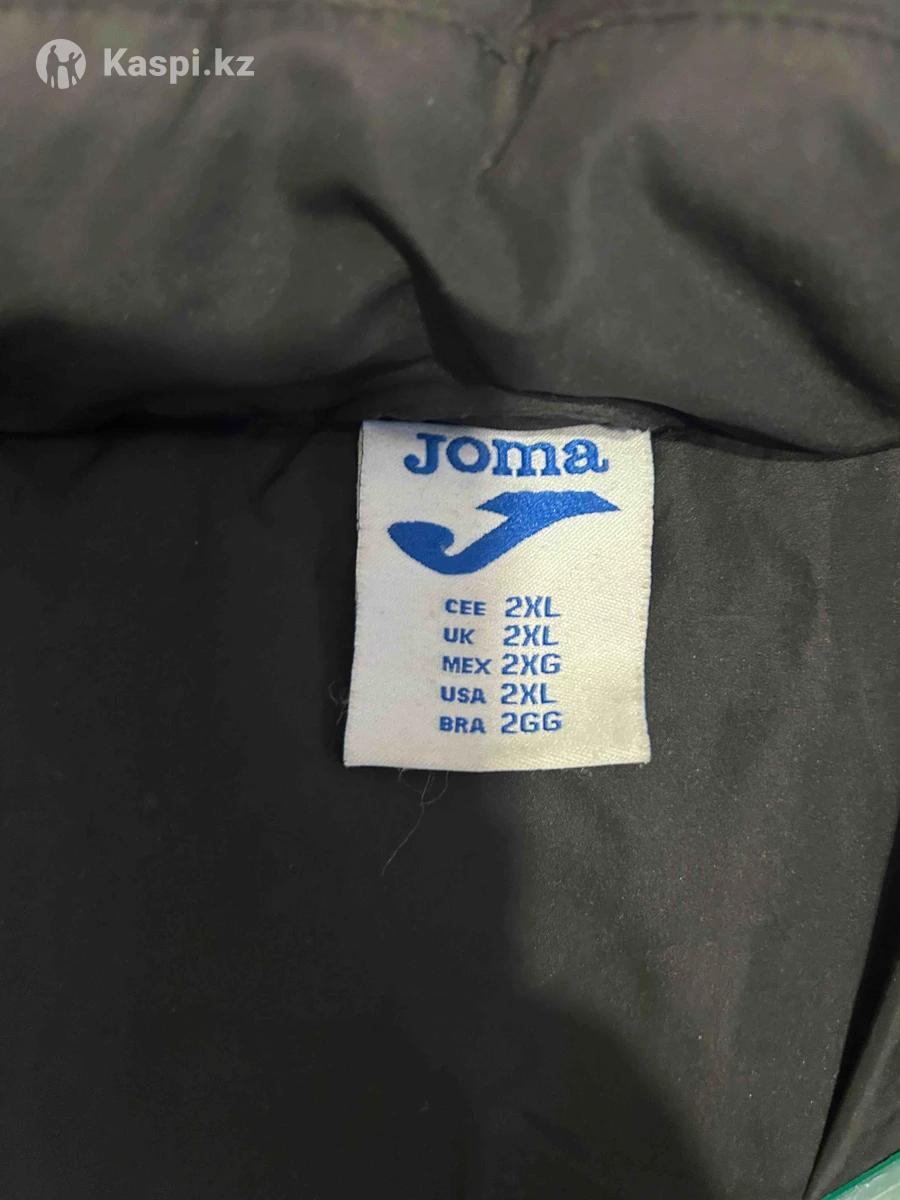 Kaspi.kz
Joma
CEE 2XL
UK 2XL
MEX 2XG
USA 2XL
BRA 2GG